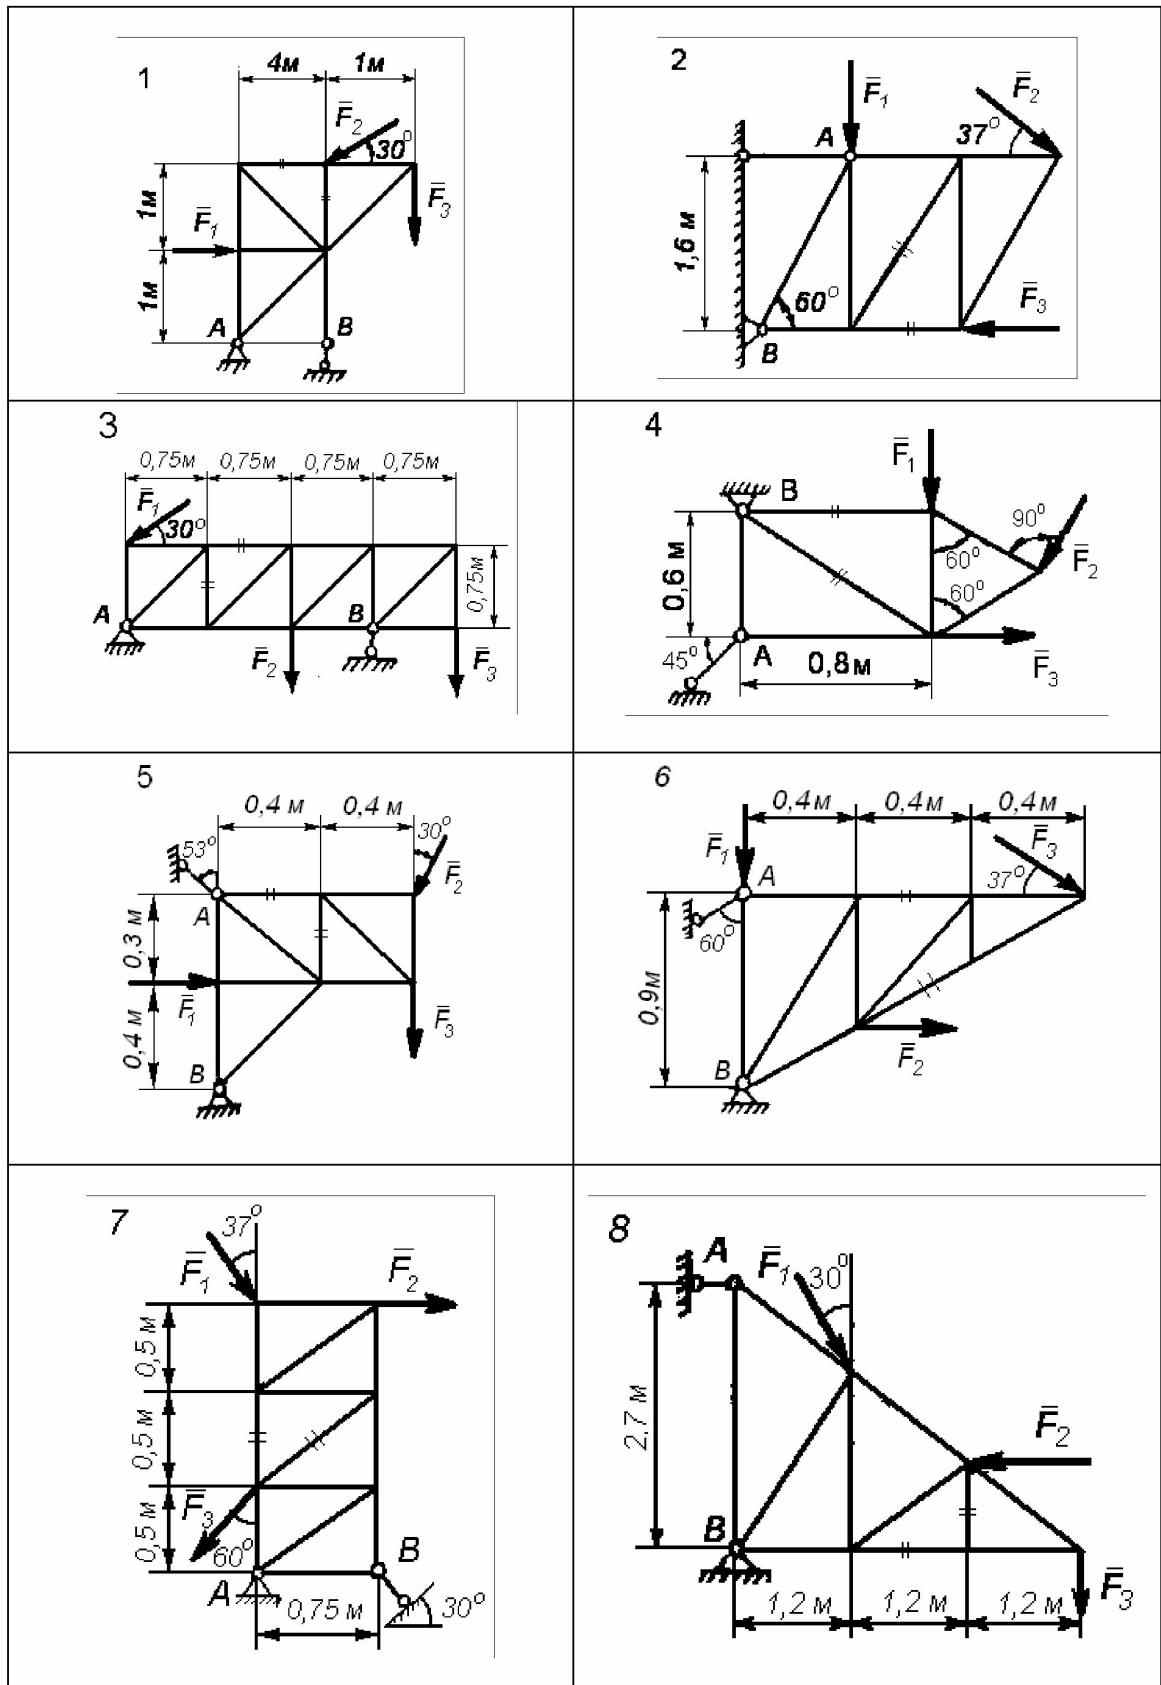 1
4м
1м
F̅₂
30°
1м
F̅₁
F̅₃
1м
A
B
2
F̅₁
F̅₂
A
37°
1,6 м
60°
F̅₃
B
3
0,75м
0,75м
0,75м
0,75м
F̅₁
30°
0,75м
A
B
F̅₂
F̅₃
4
F̅₁
B
90°
60°
F̅₂
0,6 м
60°
A
45°
0,8м
F̅₃
5
0,4 м
0,4 м
30°
53°
F̅₂
A
0,3 м
F̅₁
F̅₃
0,4 м
B
6
0,4м
0,4м
0,4м
F̅₁
F̅₃
A
37°
60°
0,9м
F̅₂
B
7
37°
F̅₁
F̅₂
0,5 м
0,5 м
F̅₃
0,5 м
60°
B
A
0,75 м
30°
8
A
F̅₁
30°
2,7 м
F̅₂
B
F̅₃
1,2 м
1,2 м
1,2 м